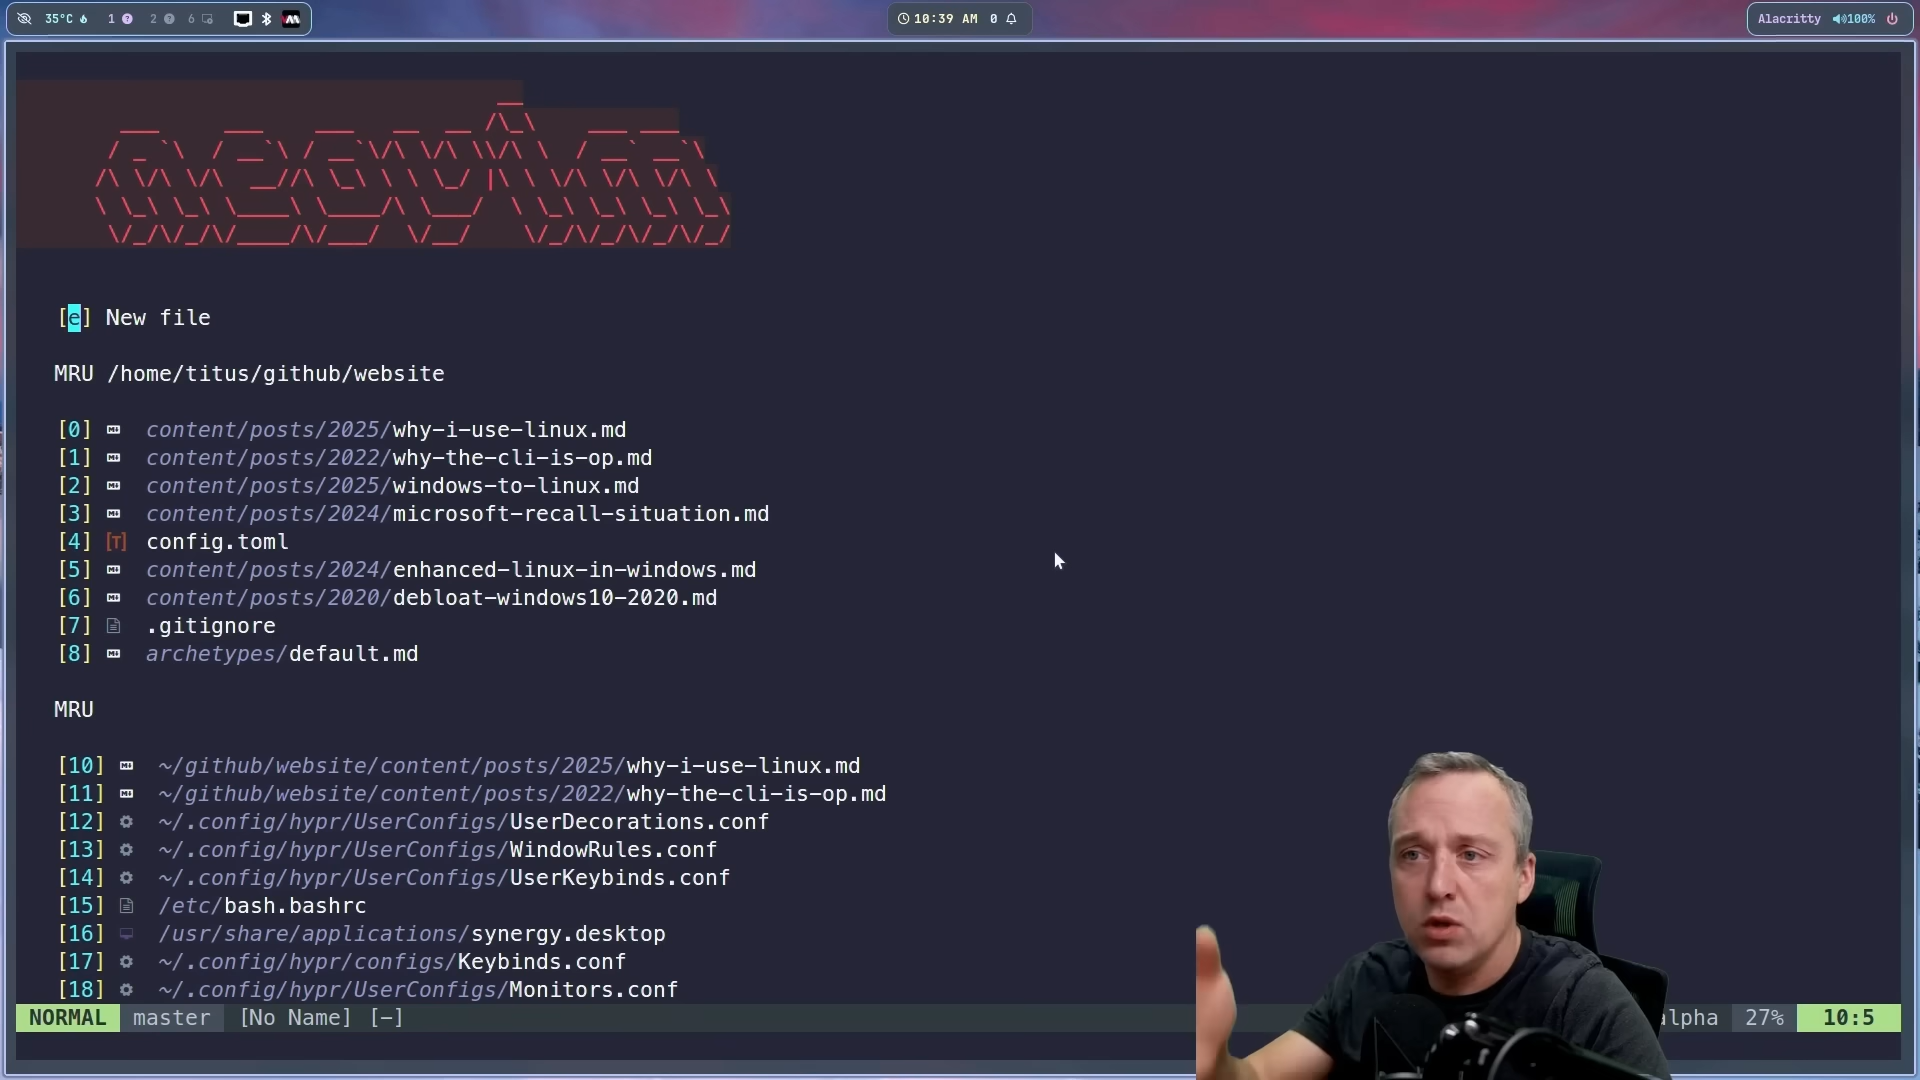 35°C 1 2 6
10:39 AM 0
Alacritty 100%
neovim
[e] New file
MRU /home/titus/github/website
[0] content/posts/2025/why-i-use-linux.md
[1] content/posts/2022/why-the-cli-is-op.md
[2] content/posts/2025/windows-to-linux.md
[3] content/posts/2024/microsoft-recall-situation.md
[4] [T] config.toml
[5] content/posts/2024/enhanced-linux-in-windows.md
[6] content/posts/2020/debloat-windows10-2020.md
[7] .gitignore
[8] archetypes/default.md
MRU
[10] ~/github/website/content/posts/2025/why-i-use-linux.md
[11] ~/github/website/content/posts/2022/why-the-cli-is-op.md
[12] ~/.config/hypr/UserConfigs/UserDecorations.conf
[13] ~/.config/hypr/UserConfigs/WindowRules.conf
[14] ~/.config/hypr/UserConfigs/UserKeybinds.conf
[15] /etc/bash.bashrc
[16] /usr/share/applications/synergy.desktop
[17] ~/.config/hypr/configs/Keybinds.conf
[18] ~/.config/hypr/UserConfigs/Monitors.conf
NORMAL master [No Name] [-] alpha 27% 10:5